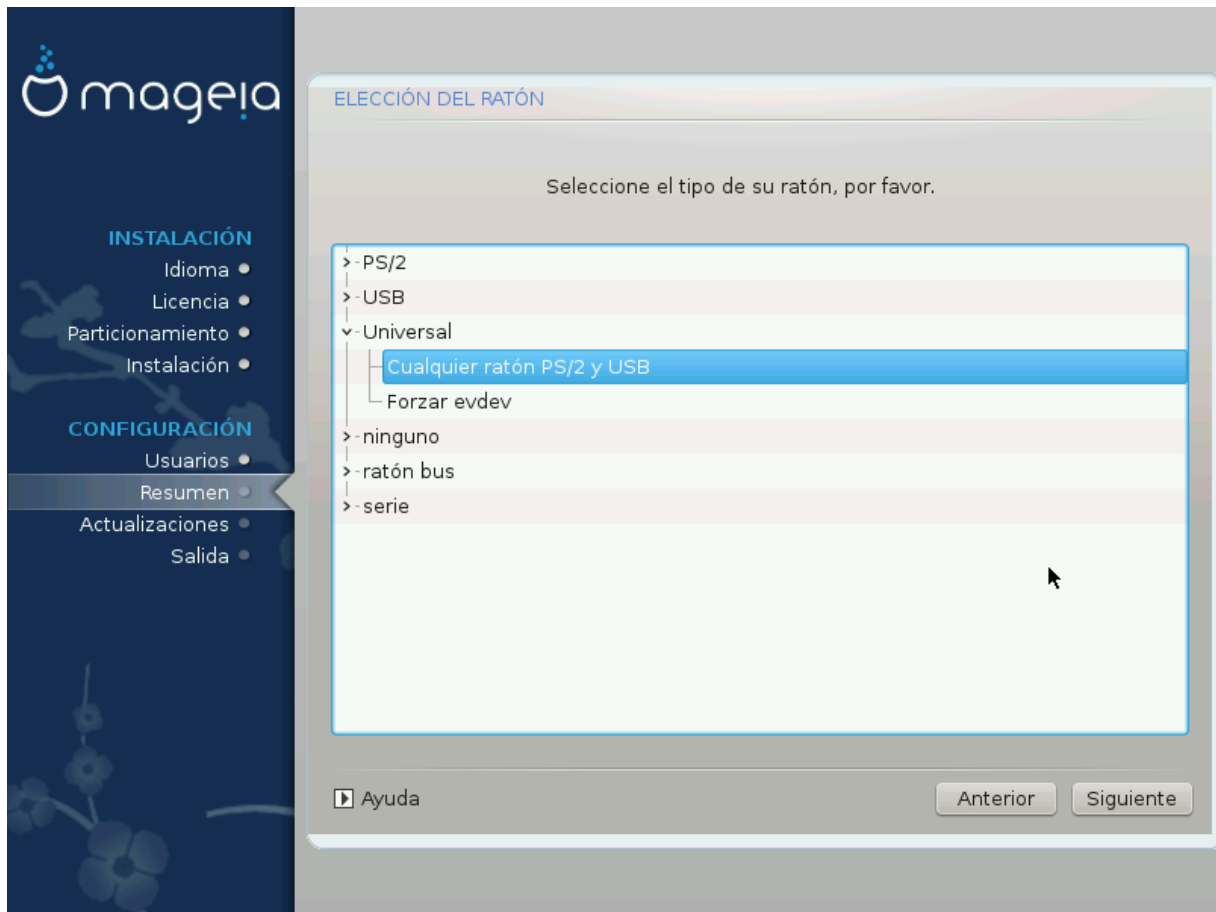 mageia
INSTALACIÓN
Idioma
Licencia
Particionamiento
Instalación
CONFIGURACIÓN
Usuarios
Resumen
Actualizaciones
Salida
ELECCIÓN DEL RATÓN
Seleccione el tipo de su ratón, por favor.
PS/2
USB
Universal
Cualquier ratón PS/2 y USB
Forzar evdev
ninguno
ratón bus
serie
Ayuda
Anterior
Siguiente